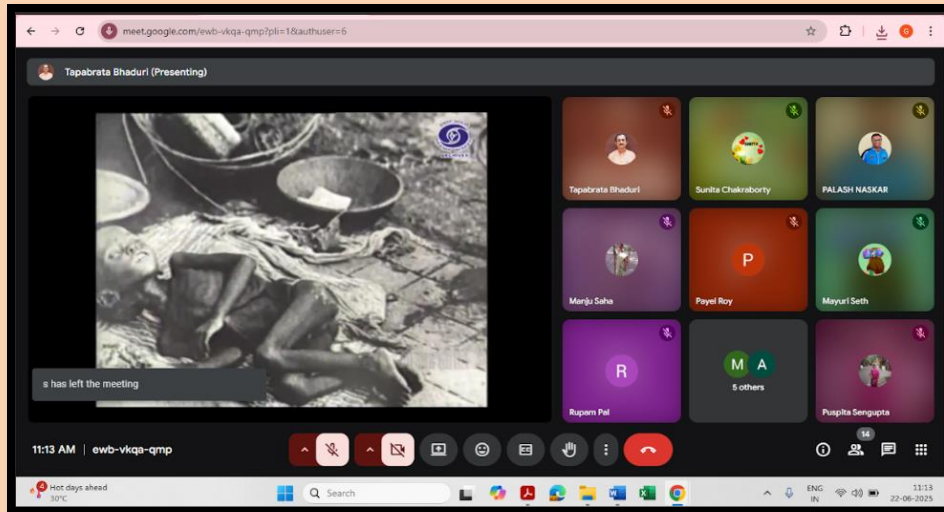 meet.google.com/ewb-vkqa-qmp?pli=1&authuser=6
G
Tapabrata Bhaduri (Presenting)
s has left the meeting
Tapabrata Bhaduri
Sunita Chakraborty
PALASH NASKAR
Manju Saha
P
Payel Roy
Mayuri Seth
R
Rupam Pal
M A
5 others
Puspita Sengupta
11:13 AM | ewb-vkqa-qmp
14
4
Hot days ahead
30°C
Search
ENG
IN
11:13
22-06-2025